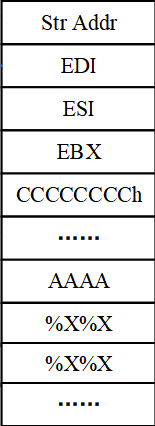 Str Addr
EDI
ESI
EBX
CCCCCCCCh
......
AAAA
%X%X
%X%X
......